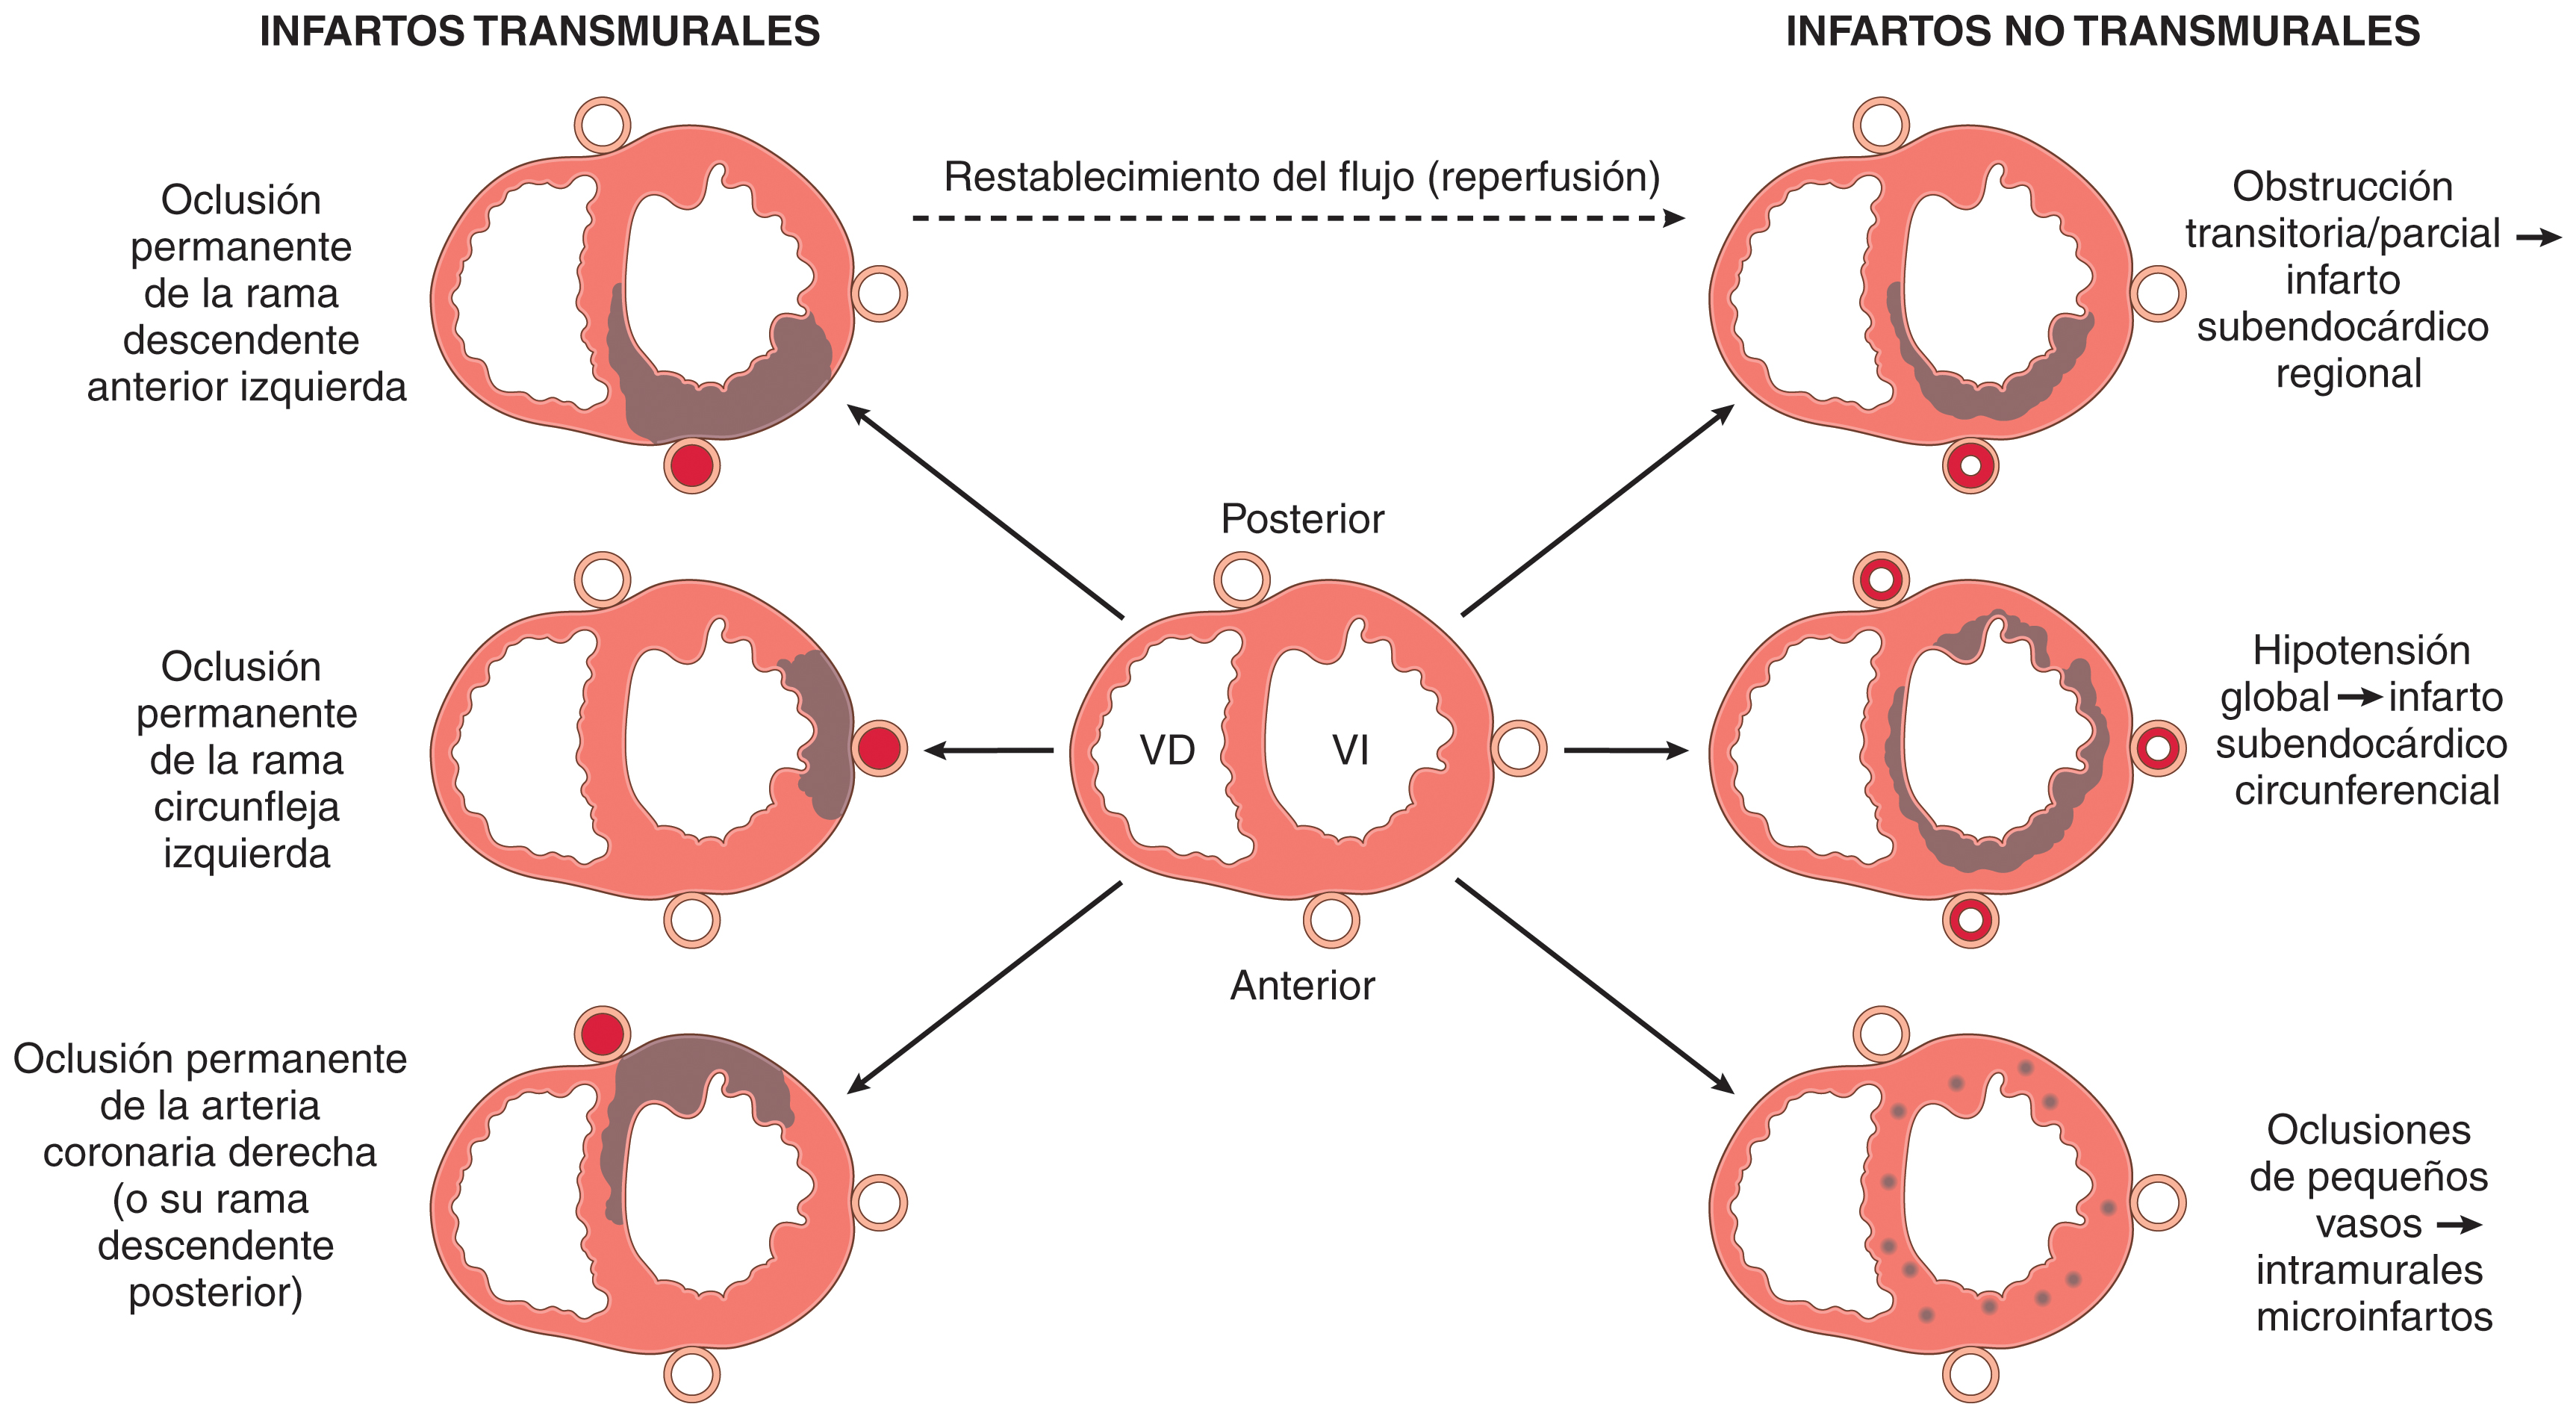 INFARTOS TRANSMURALES
INFARTOS NO TRANSMURALES
Oclusión
permanente
de la rama
descendente
anterior izquierda
Restablecimiento del flujo (reperfusión)
Obstrucción
transitoria/parcial →
infarto
subendocárdico
regional
Posterior
Oclusión
permanente
de la rama
circunfleja
izquierda
VD
VI
Hipotensión
global → infarto
subendocárdico
circunferencial
Anterior
Oclusión permanente
de la arteria
coronaria derecha
(o su rama
descendente
posterior)
Oclusiones
de pequeños
vasos →
intramurales
microinfartos